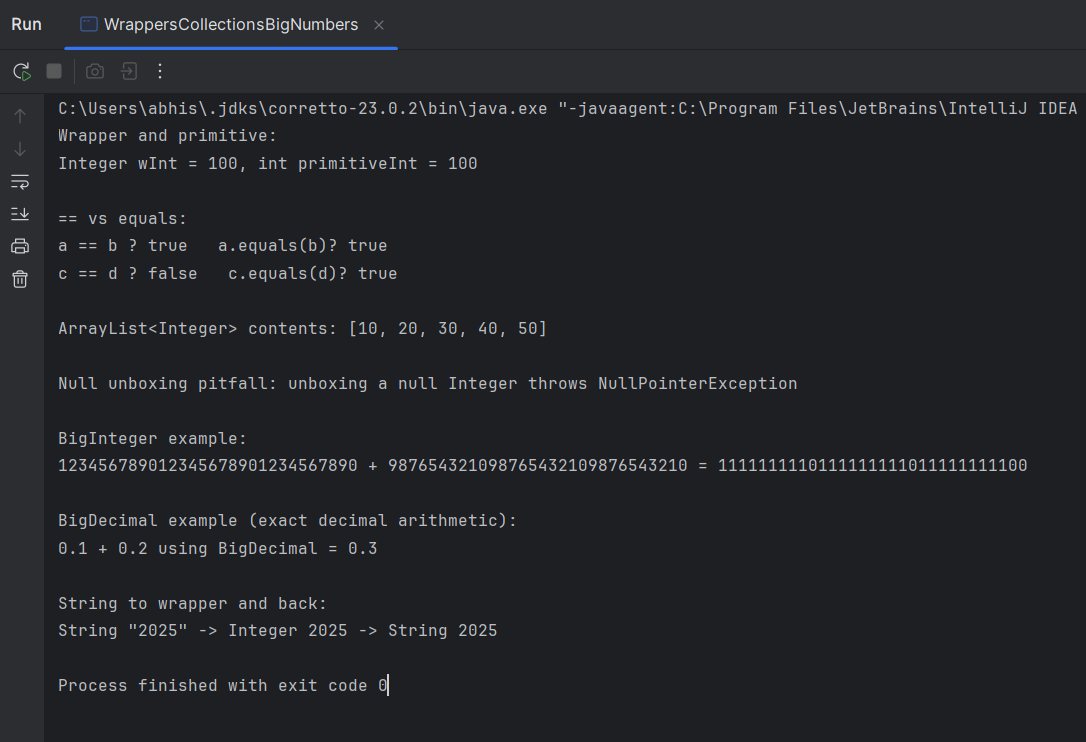 Run WrappersCollectionsBigNumbers
C:\Users\abhis\.jdks\corretto-23.0.2\bin\java.exe "-javaagent:C:\Program Files\JetBrains\IntelliJ IDEA
Wrapper and primitive:
Integer wInt = 100, int primitiveInt = 100
== vs equals:
a == b ? true   a.equals(b)? true
c == d ? false   c.equals(d)? true
ArrayList<Integer> contents: [10, 20, 30, 40, 50]
Null unboxing pitfall: unboxing a null Integer throws NullPointerException
BigInteger example:
123456789012345678901234567890 + 987654321098765432109876543210 = 1111111110111111111011111111100
BigDecimal example (exact decimal arithmetic):
0.1 + 0.2 using BigDecimal = 0.3
String to wrapper and back:
String "2025" -> Integer 2025 -> String 2025
Process finished with exit code 0